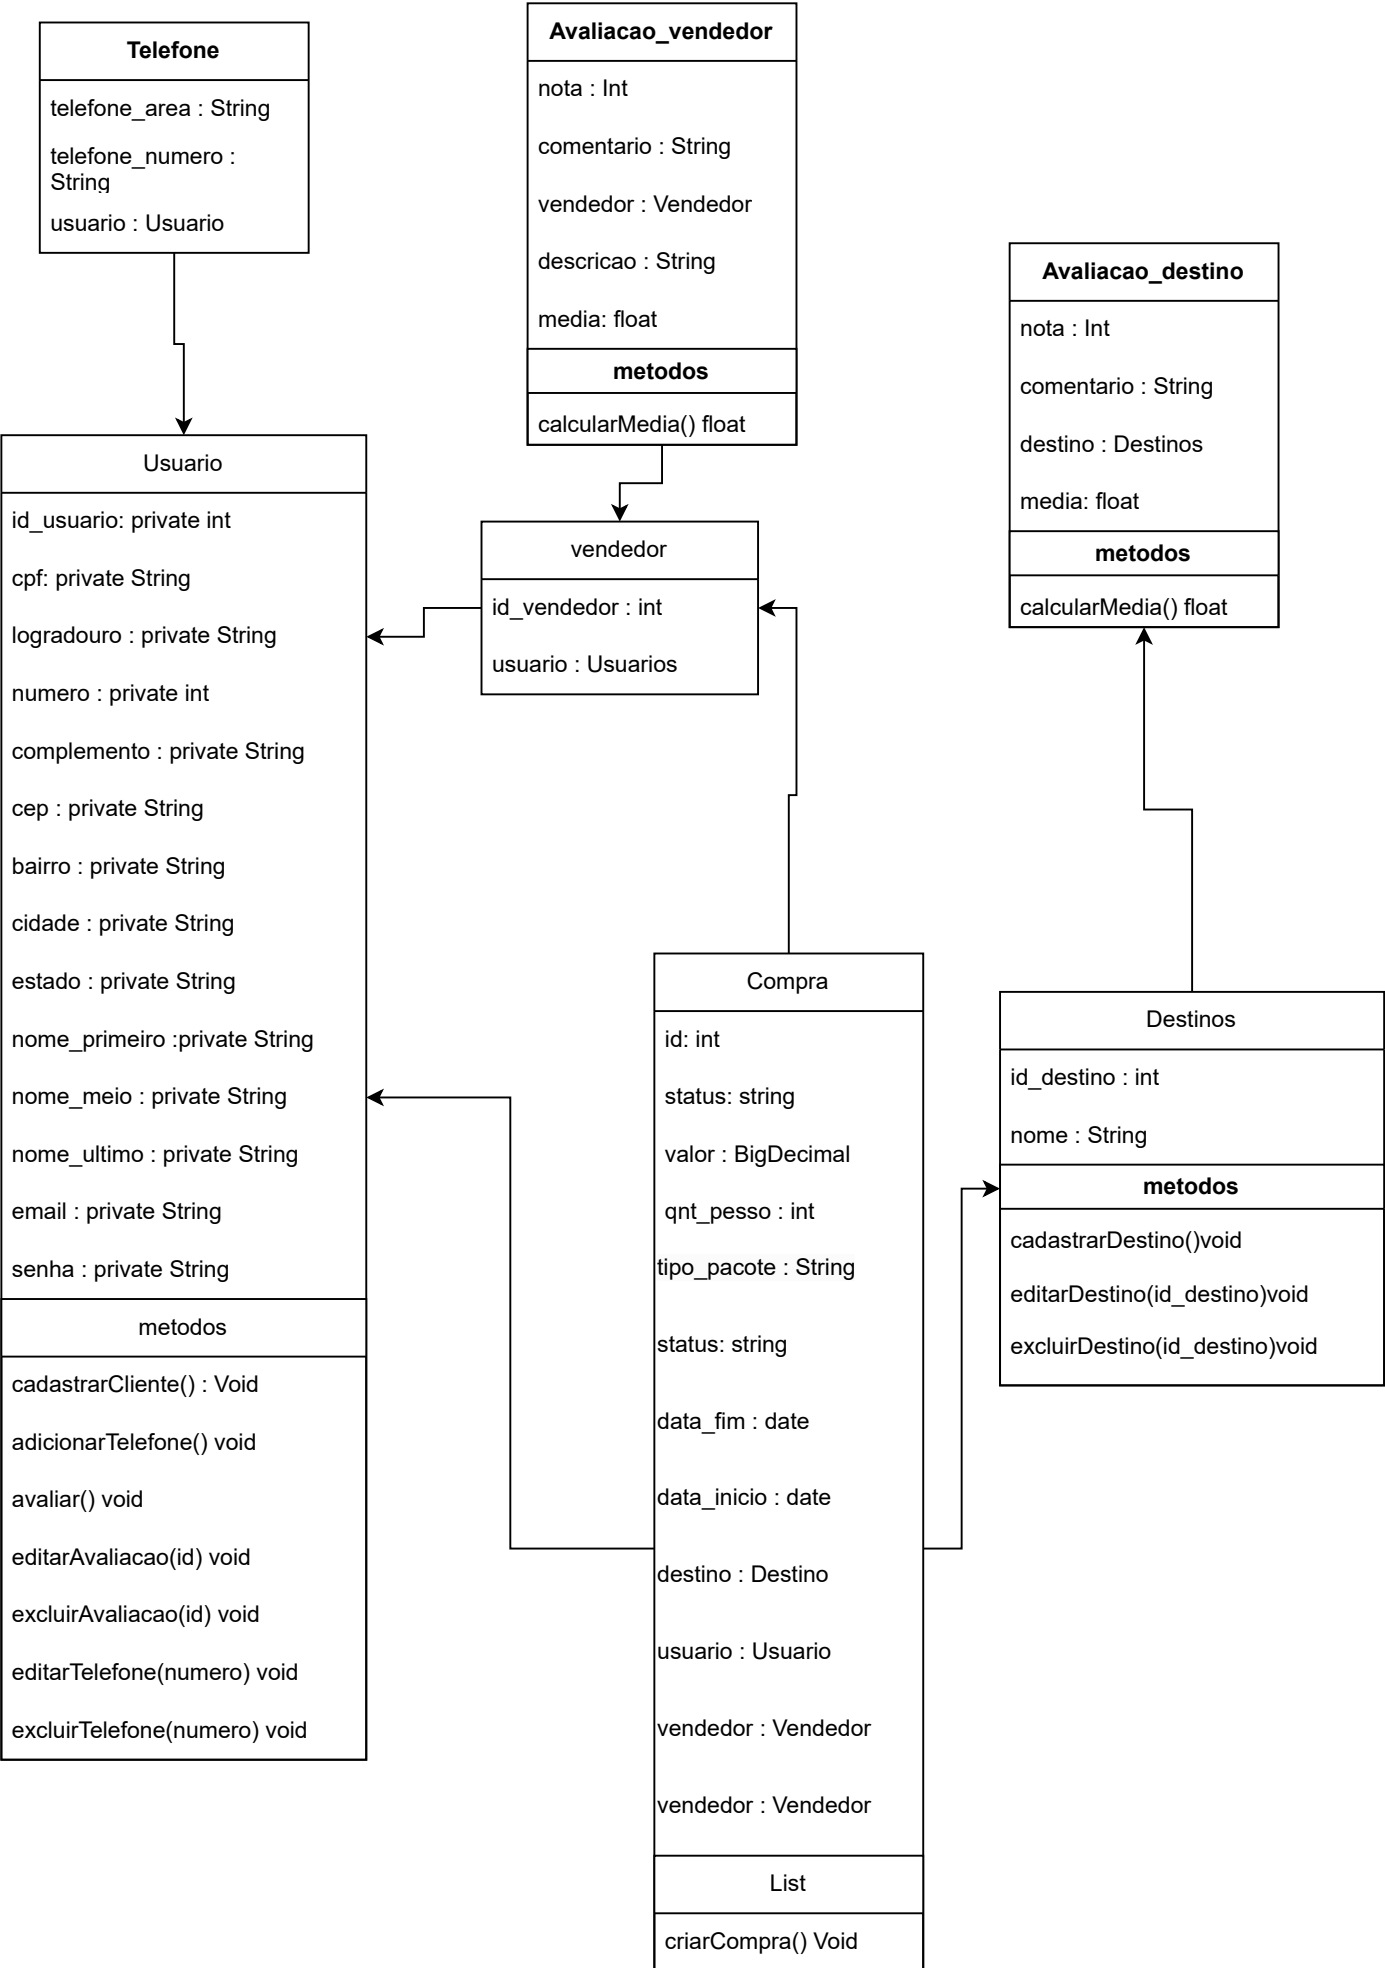 Telefone
telefone_area : String
telefone_numero :
String
usuario : Usuario
Avaliacao_vendedor
nota : Int
comentario : String
vendedor : Vendedor
descricao : String
media: float
metodos
calcularMedia() float
Avaliacao_destino
nota : Int
comentario : String
destino : Destinos
media: float
metodos
calcularMedia() float
Usuario
id_usuario: private int
cpf: private String
logradouro : private String
numero : private int
complemento : private String
cep : private String
bairro : private String
cidade : private String
estado : private String
nome_primeiro :private String
nome_meio : private String
nome_ultimo : private String
email : private String
senha : private String
metodos
cadastrarCliente() : Void
adicionarTelefone() void
avaliar() void
editarAvaliacao(id) void
excluirAvaliacao(id) void
editarTelefone(numero) void
excluirTelefone(numero) void
vendedor
id_vendedor : int
usuario : Usuarios
Compra
id: int
status: string
valor : BigDecimal
qnt_pesso : int
tipo_pacote : String
status: string
data_fim : date
data_inicio : date
destino : Destino
usuario : Usuario
vendedor : Vendedor
vendedor : Vendedor
List
criarCompra() Void
Destinos
id_destino : int
nome : String
metodos
cadastrarDestino()void
editarDestino(id_destino)void
excluirDestino(id_destino)void